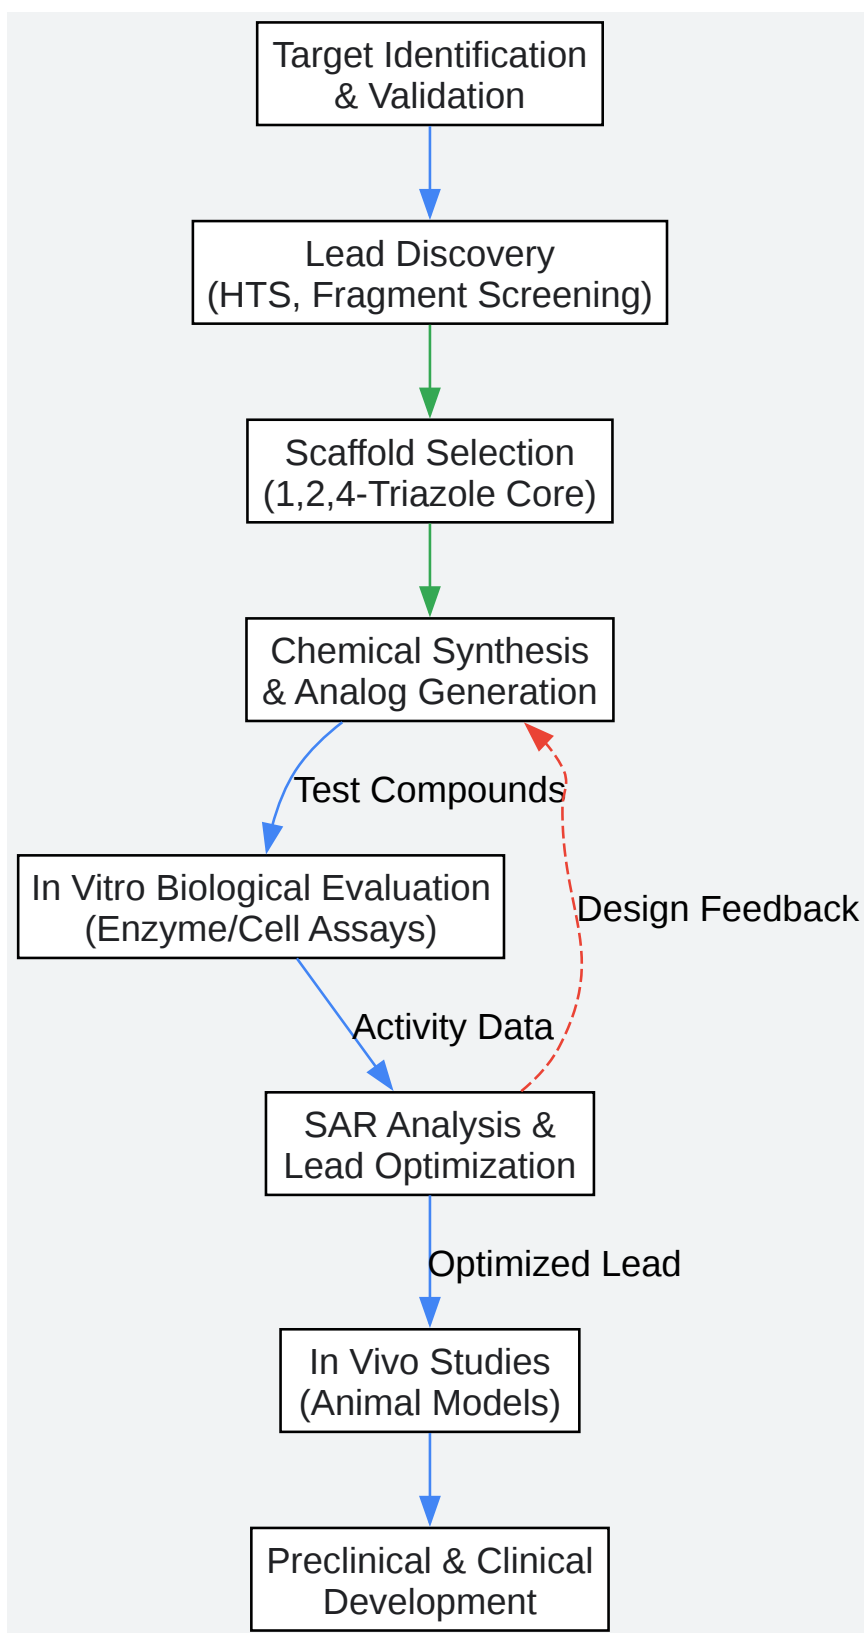 Target Identification
& Validation
Lead Discovery
(HTS, Fragment Screening)
Scaffold Selection
(1,2,4-Triazole Core)
Chemical Synthesis
& Analog Generation
Test Compounds
In Vitro Biological Evaluation
(Enzyme/Cell Assays)
Design Feedback
Activity Data
SAR Analysis &
Lead Optimization
Optimized Lead
In Vivo Studies
(Animal Models)
Preclinical & Clinical
Development